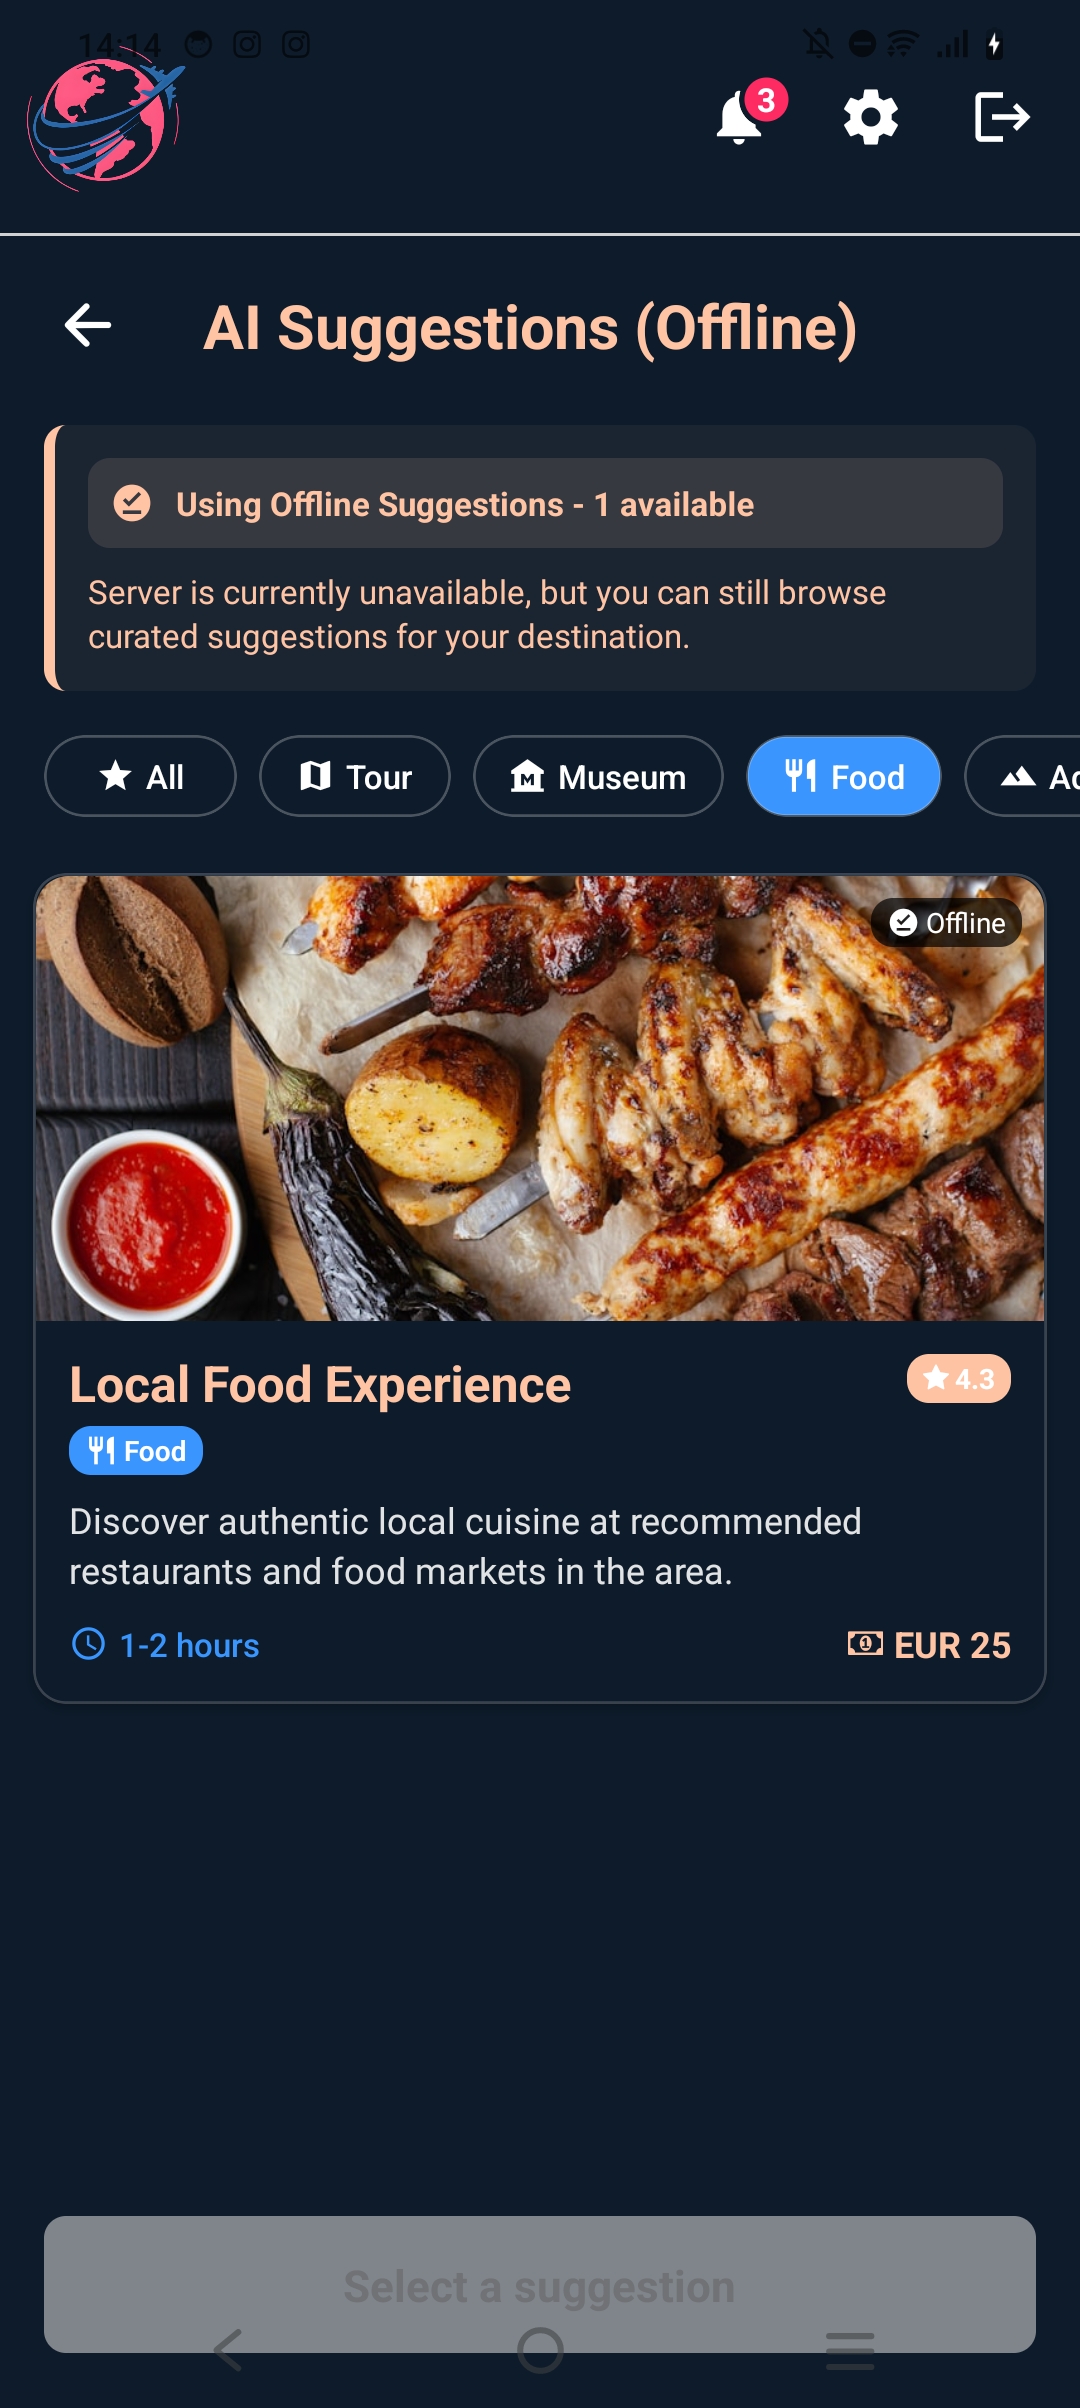 14:14
3
AI Suggestions (Offline)
Using Offline Suggestions - 1 available
Server is currently unavailable, but you can still browse
curated suggestions for your destination.
All
Tour
Museum
Food
Offline
Local Food Experience
4.3
Food
Discover authentic local cuisine at recommended
restaurants and food markets in the area.
1-2 hours
EUR 25
Select a suggestion